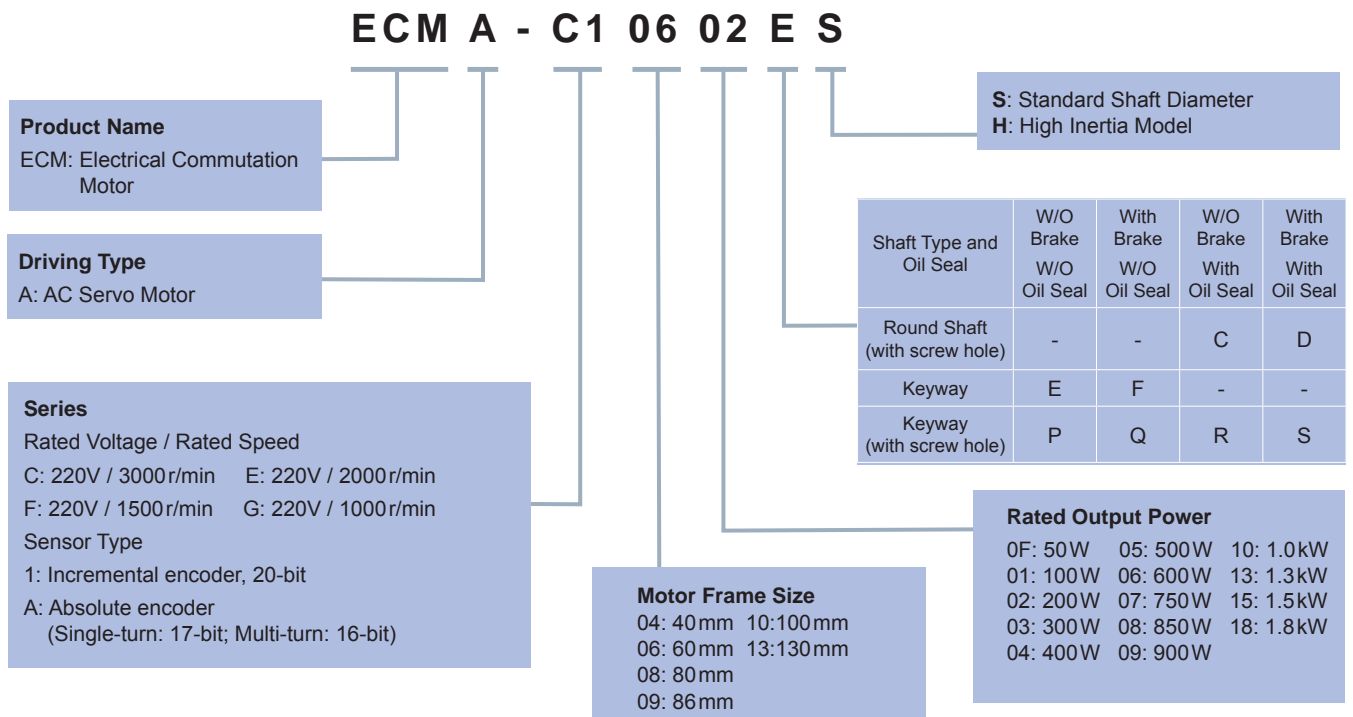 ECM A - C1 06 02 E S
Product Name
ECM: Electrical Commutation
Motor
Driving Type
A: AC Servo Motor
Series
Rated Voltage / Rated Speed
C: 220V / 3000r/min E: 220V / 2000r/min
F: 220V / 1500r/min G: 220V / 1000r/min
Sensor Type
1: Incremental encoder, 20-bit
A: Absolute encoder
(Single-turn: 17-bit; Multi-turn: 16-bit)
Motor Frame Size
04: 40mm 10:100mm
06: 60mm 13:130mm
08: 80mm
09: 86mm
Rated Output Power
0F: 50W 05: 500W 10: 1.0kW
01: 100W 06: 600W 13: 1.3kW
02: 200W 07: 750W 15: 1.5kW
03: 300W 08: 850W 18: 1.8kW
04: 400W 09: 900W
Shaft Type and
Oil Seal
W/O With W/O With
Brake Brake Brake Brake
W/O W/O With With
Oil Seal Oil Seal Oil Seal Oil Seal
Round Shaft
(with screw hole) - - C D
Keyway E F - -
Keyway
(with screw hole) P Q R S
S: Standard Shaft Diameter
H: High Inertia Model